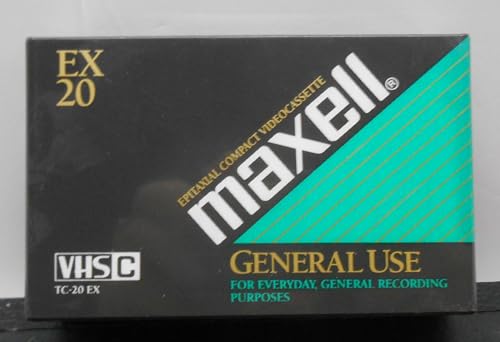 EX
20
EPITAXIAL COMPACT VIDEOCASSETTE
maxell®
VHS C
TC-20 EX
GENERAL USE
FOR EVERYDAY, GENERAL RECORDING
PURPOSES